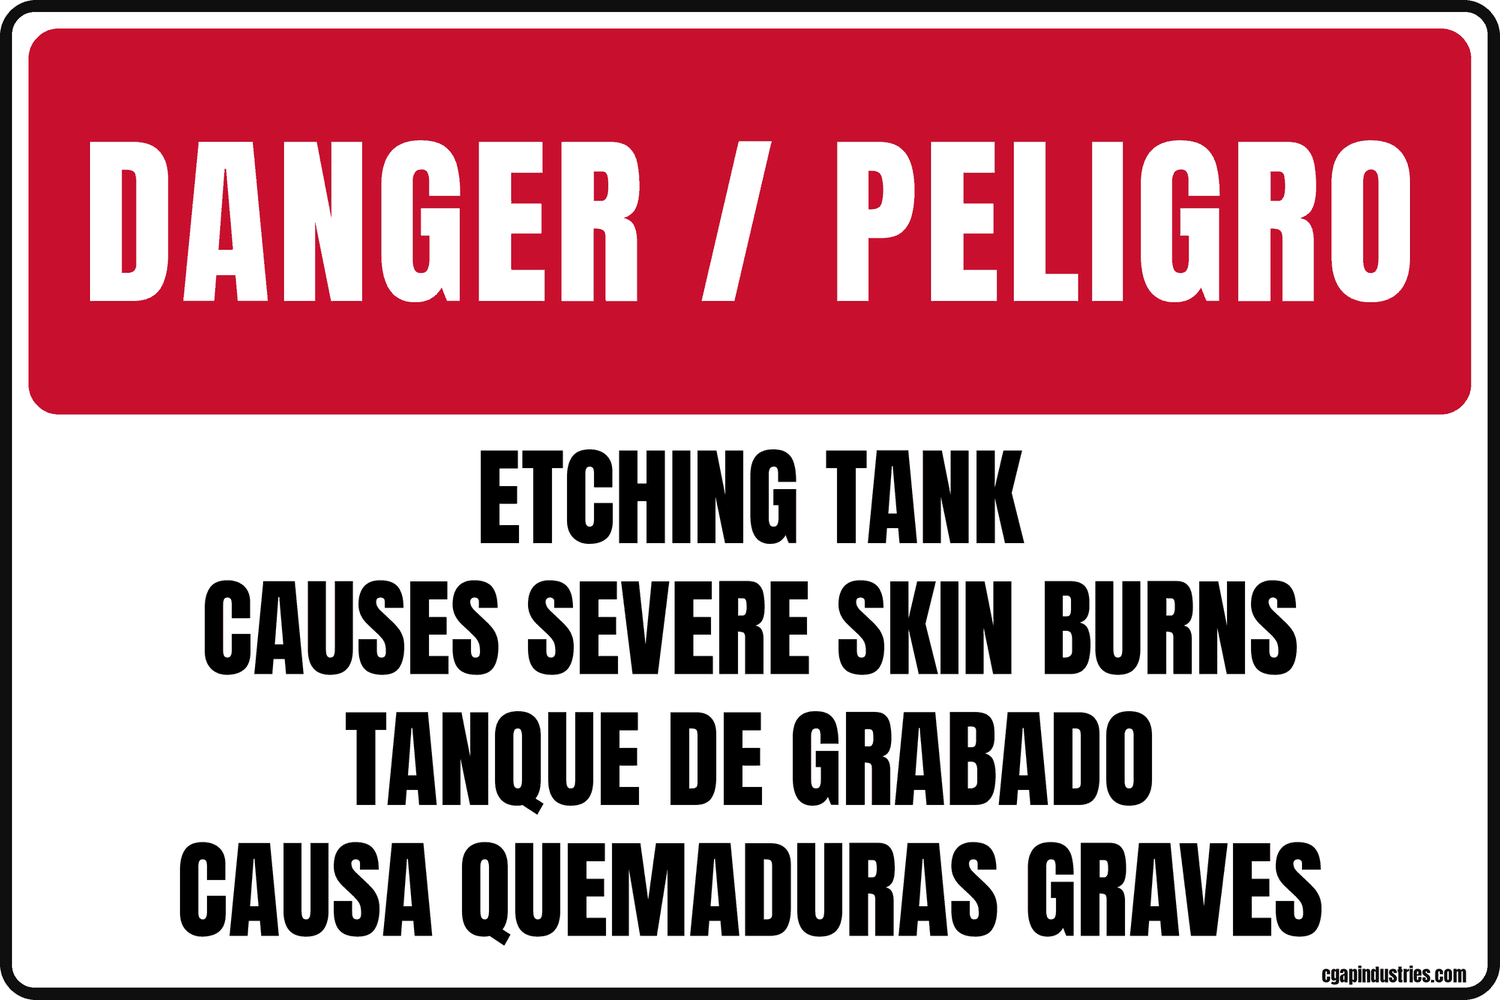 DANGER / PELIGRO
ETCHING TANK
CAUSES SEVERE SKIN BURNS
TANQUE DE GRABADO
CAUSA QUEMADURAS GRAVES
cgapindustries.com